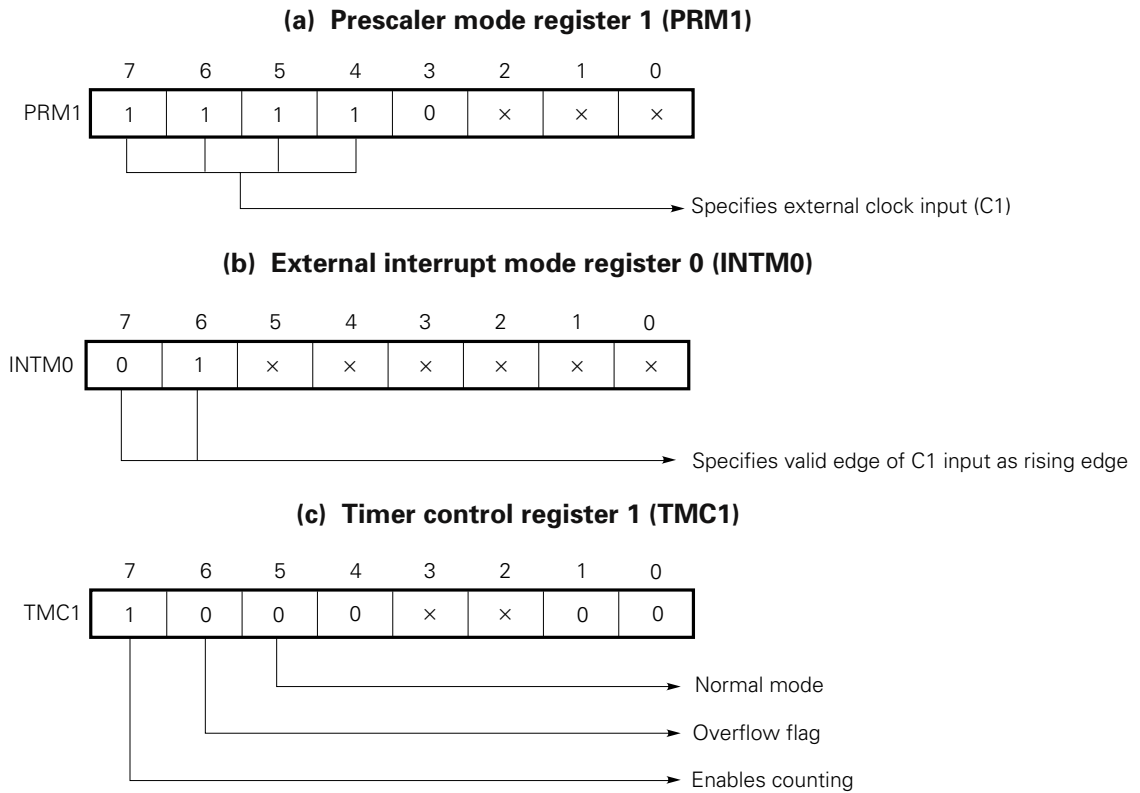 (a) Prescaler mode register 1 (PRM1)
7 6 5 4 3 2 1 0
PRM1 1 1 1 1 0 × × ×
Specifies external clock input (C1)
(b) External interrupt mode register 0 (INTM0)
7 6 5 4 3 2 1 0
INTM0 0 1 × × × × × ×
Specifies valid edge of C1 input as rising edge
(c) Timer control register 1 (TMC1)
7 6 5 4 3 2 1 0
TMC1 1 0 0 0 × × 0 0
Normal mode
Overflow flag
Enables counting